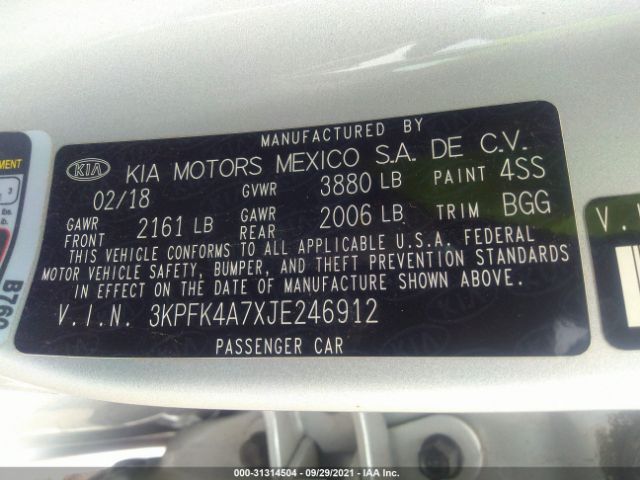 MANUFACTURED BY
KIA KIA MOTORS MEXICO S.A. DE C.V.
02/18 GVWR 3880 LB PAINT 4SS
GAWR FRONT 2161 LB GAWR REAR 2006 LB TRIM BGG
THIS VEHICLE CONFORMS TO ALL APPLICABLE U.S.A. FEDERAL
MOTOR VEHICLE SAFETY, BUMPER, AND THEFT PREVENTION STANDARDS
IN EFFECT ON THE DATE OF MANUFACTURE SHOWN ABOVE.
V.I.N. 3KPFK4A7XJE246912
PASSENGER CAR
3
lbs.
lb.
B760
000-31314504 - 09/29/2021 - IAA Inc.